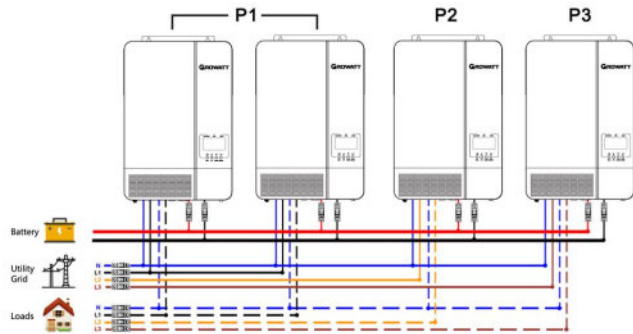 P1 P2 P3
GROWATT GROWATT GROWATT GROWATT
Battery
Utility
Grid
N
L1
L2
L3
Loads
N
L1
L2
L3